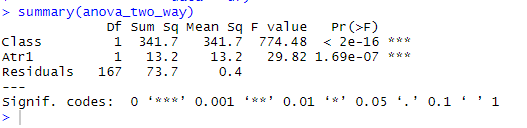 > summary(anova_two_way)
Df Sum Sq Mean Sq F value Pr(>F)
Class 1 341.7 341.7 774.48 < 2e-16 ***
Atr1 1 13.2 13.2 29.82 1.69e-07 ***
Residuals 167 73.7 0.4
---
Signif. codes: 0 ‘***’ 0.001 ‘**’ 0.01 ‘*’ 0.05 ‘.’ 0.1 ‘ ’ 1
>